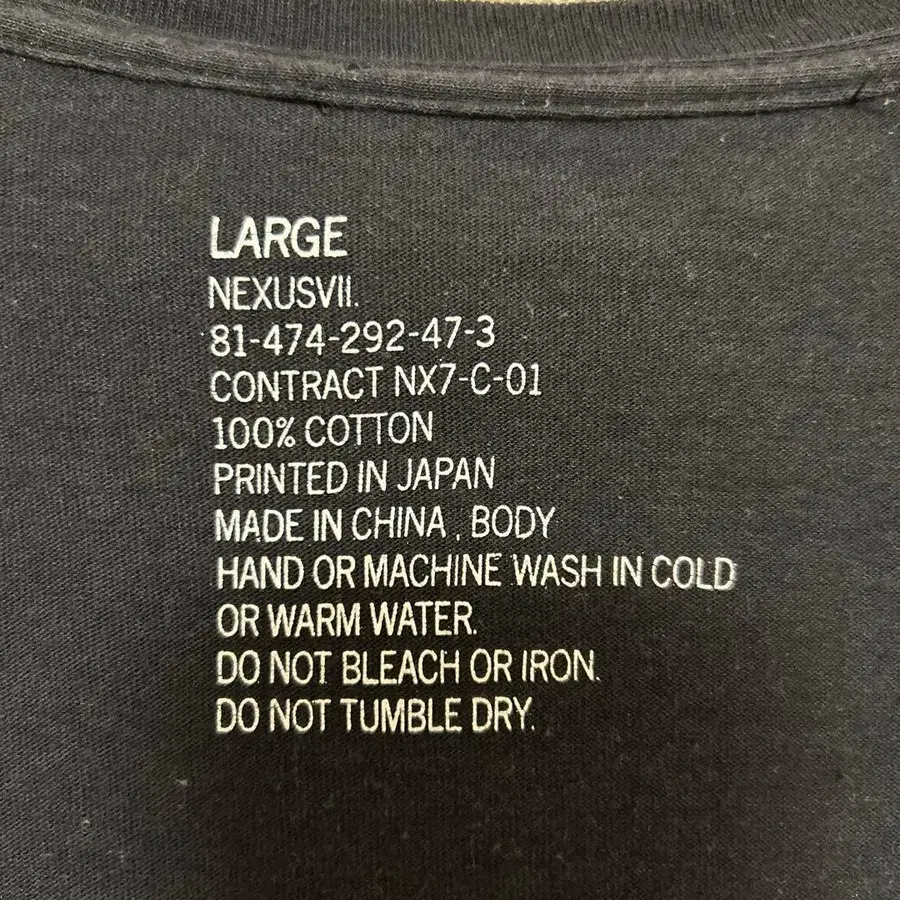 LARGE
NEXUSVII.
81-474-292-47-3
CONTRACT NX7-C-01
100% COTTON
PRINTED IN JAPAN
MADE IN CHINA , BODY
HAND OR MACHINE WASH IN COLD
OR WARM WATER.
DO NOT BLEACH OR IRON.
DO NOT TUMBLE DRY.